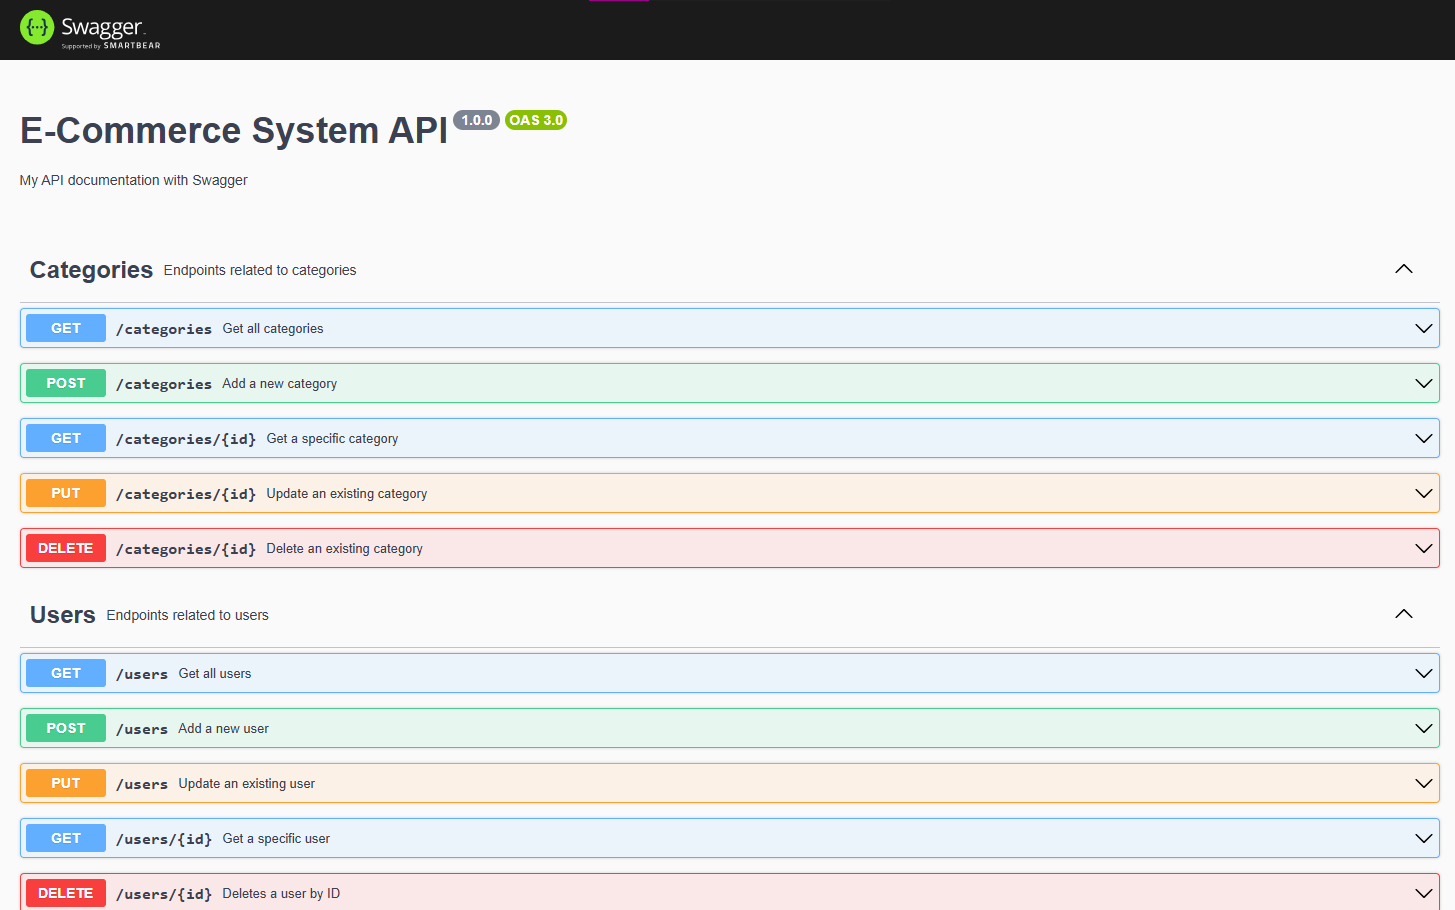 Swagger.
Supported by SMARTBEAR
E-Commerce System API 1.0.0 OAS 3.0
My API documentation with Swagger
Categories Endpoints related to categories
GET /categories Get all categories
POST /categories Add a new category
GET /categories/{id} Get a specific category
PUT /categories/{id} Update an existing category
DELETE /categories/{id} Delete an existing category
Users Endpoints related to users
GET /users Get all users
POST /users Add a new user
PUT /users Update an existing user
GET /users/{id} Get a specific user
DELETE /users/{id} Deletes a user by ID